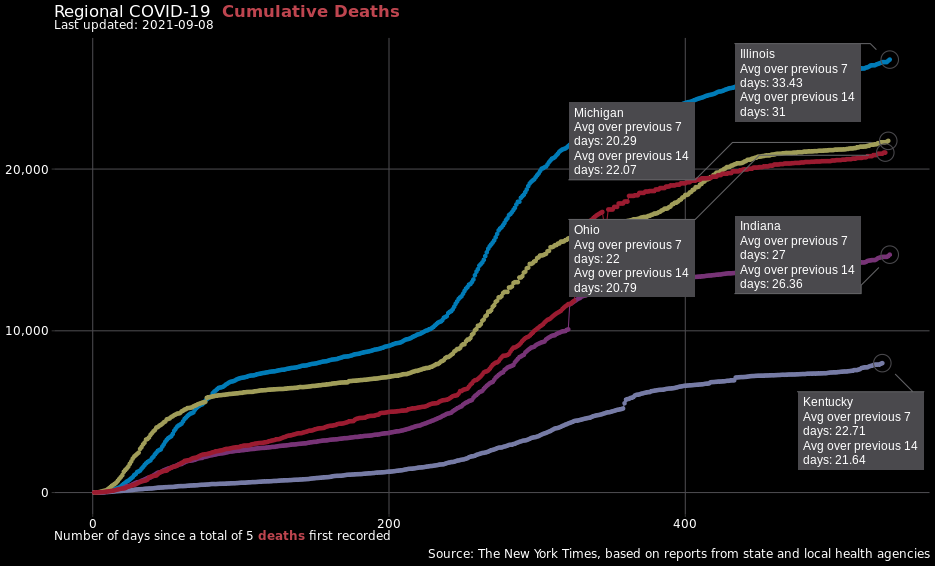 Regional COVID-19 Cumulative Deaths
Last updated: 2021-09-08
Illinois
Avg over previous 7
days: 33.43
Avg over previous 14
days: 31
Michigan
Avg over previous 7
days: 20.29
Avg over previous 14
days: 22.07
20,000
Ohio
Avg over previous 7
days: 22
Avg over previous 14
days: 20.79
Indiana
Avg over previous 7
days: 27
Avg over previous 14
days: 26.36
10,000
Kentucky
Avg over previous 7
days: 22.71
Avg over previous 14
days: 21.64
0
0 200 400
Number of days since a total of 5 deaths first recorded
Source: The New York Times, based on reports from state and local health agencies